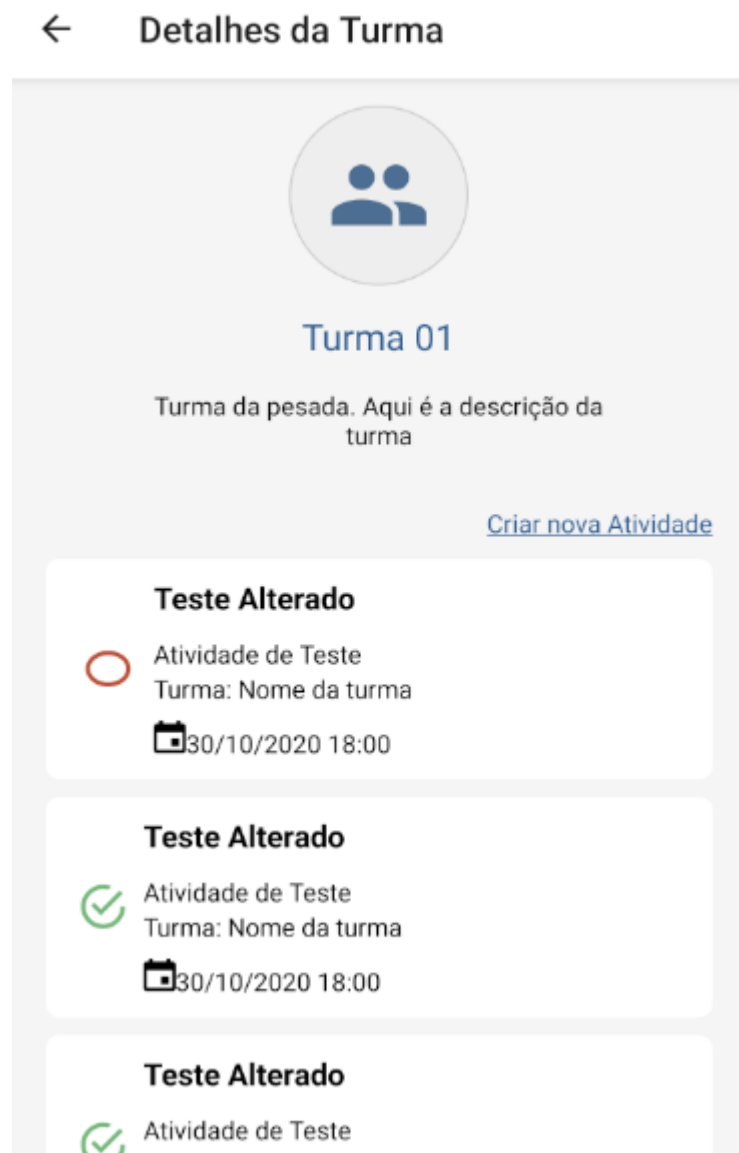 Detalhes da Turma
Turma 01
Turma da pesada. Aqui é a descrição da
turma
Criar nova Atividade
Teste Alterado
Atividade de Teste
Turma: Nome da turma
30/10/2020 18:00
Teste Alterado
Atividade de Teste
Turma: Nome da turma
30/10/2020 18:00
Teste Alterado
Atividade de Teste